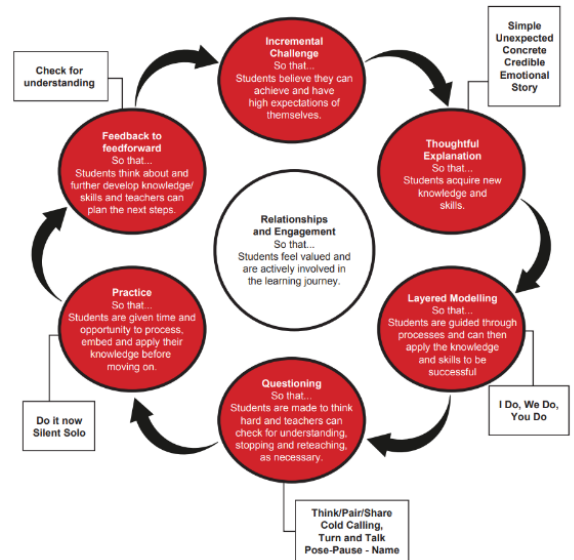 Incremental
Challenge
So that...
Students believe they can
achieve and have
high expectations of
themselves.
Simple
Unexpected
Concrete
Credible
Emotional
Story
Thoughtful
Explanation
So that...
Students acquire new
knowledge and
skills.
Layered Modelling
So that...
Students are guided through
processes and can then
apply the knowledge
and skills to be
successful
I Do, We Do,
You Do
Questioning
So that...
Students are made to think
hard and teachers can
check for understanding,
stopping and reteaching,
as necessary.
Think/Pair/Share
Cold Calling,
Turn and Talk
Pose-Pause - Name
Practice
So that...
Students are given time and
opportunity to process,
embed and apply their
knowledge before
moving on.
Do it now
Silent Solo
Feedback to
feedforward
So that...
Students think about and
further develop knowledge/
skills and teachers can
plan the next steps.
Check for
understanding
Relationships
and Engagement
So that...
Students feel valued and
are actively involved in
the learning journey.